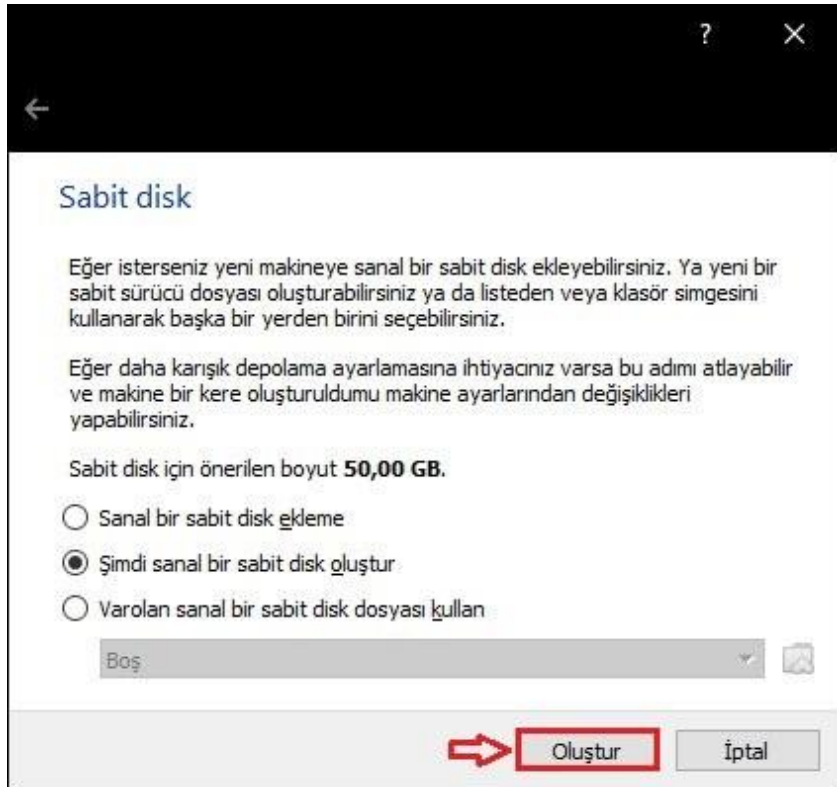 ?
Sabit disk
Eğer isterseniz yeni makineye sanal bir sabit disk ekleyebilirsiniz. Ya yeni bir
sabit sürücü dosyası oluşturabilirsiniz ya da listeden veya klasör simgesini
kullanarak başka bir yerden birini seçebilirsiniz.
Eğer daha karışık depolama ayarlamasına ihtiyacınız varsa bu adımı atlayabilir
ve makine bir kere oluşturuldumu makine ayarlarından değişiklikleri
yapabilirsiniz.
Sabit disk için önerilen boyut 50,00 GB.
Sanal bir sabit disk ekleme
Şimdi sanal bir sabit disk oluştur
Varolan sanal bir sabit disk dosyası kullan
Boş
Oluştur İptal